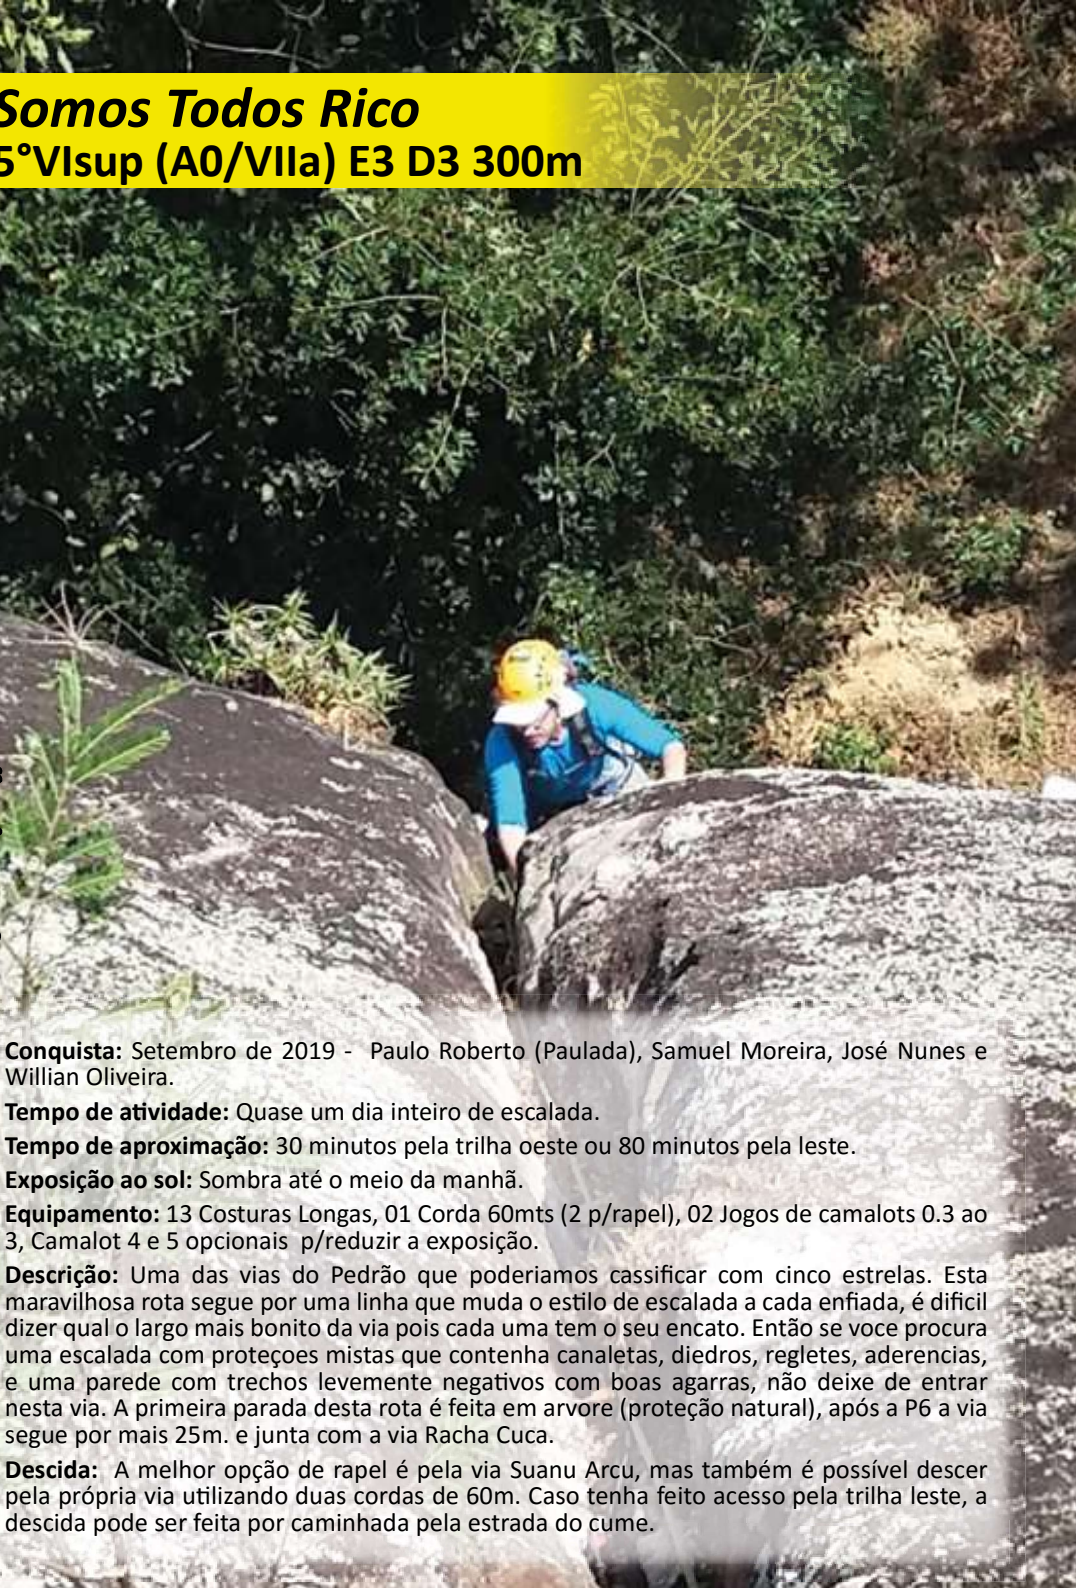 Somos Todos Rico
5°VIsup (A0/VIIa) E3 D3 300m
Conquista: Setembro de 2019 - Paulo Roberto (Paulada), Samuel Moreira, José Nunes e
Willian Oliveira.
Tempo de atividade: Quase um dia inteiro de escalada.
Tempo de aproximação: 30 minutos pela trilha oeste ou 80 minutos pela leste.
Exposição ao sol: Sombra até o meio da manhã.
Equipamento: 13 Costuras Longas, 01 Corda 60mts (2 p/rapel), 02 Jogos de camalots 0.3 ao
3, Camalot 4 e 5 opcionais p/reduzir a exposição.
Descrição: Uma das vias do Pedrão que poderiamos cassificar com cinco estrelas. Esta
maravilhosa rota segue por uma linha que muda o estilo de escalada a cada enfiada, é dificil
dizer qual o largo mais bonito da via pois cada uma tem o seu encato. Então se voce procura
uma escalada com proteçoes mistas que contenha canaletas, diedros, regletes, aderencias,
e uma parede com trechos levemente negativos com boas agarras, não deixe de entrar
nesta via. A primeira parada desta rota é feita em arvore (proteção natural), após a P6 a via
segue por mais 25m. e junta com a via Racha Cuca.
Descida: A melhor opção de rapel é pela via Suanu Arcu, mas também é possível descer
pela própria via utilizando duas cordas de 60m. Caso tenha feito acesso pela trilha leste, a
descida pode ser feita por caminhada pela estrada do cume.